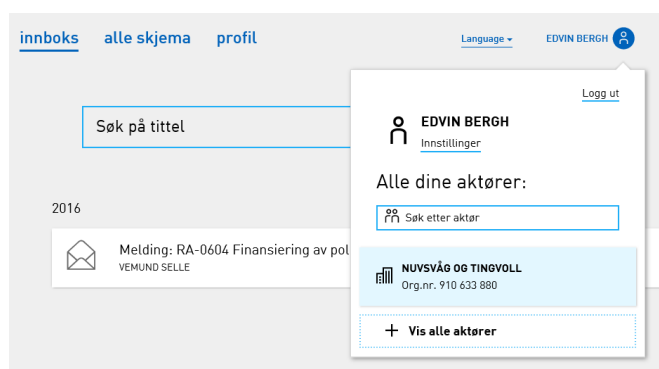 innboks alle skjema profil Language EDVIN BERGH
Logg ut
EDVIN BERGH
Innstillinger
Alle dine aktører:
Søk etter aktør
NUVSVÅG OG TINGVOLL
Org.nr. 910 633 880
+ Vis alle aktører
Søk på tittel
2016
Melding: RA-0604 Finansiering av pol
VEMUND SELLE